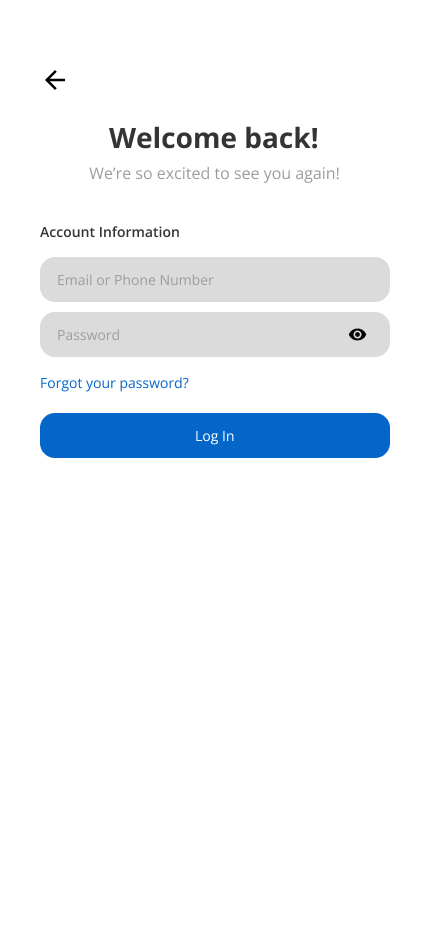 Welcome back!
We’re so excited to see you again!
Account Information
Email or Phone Number
Password
Forgot your password?
Log In